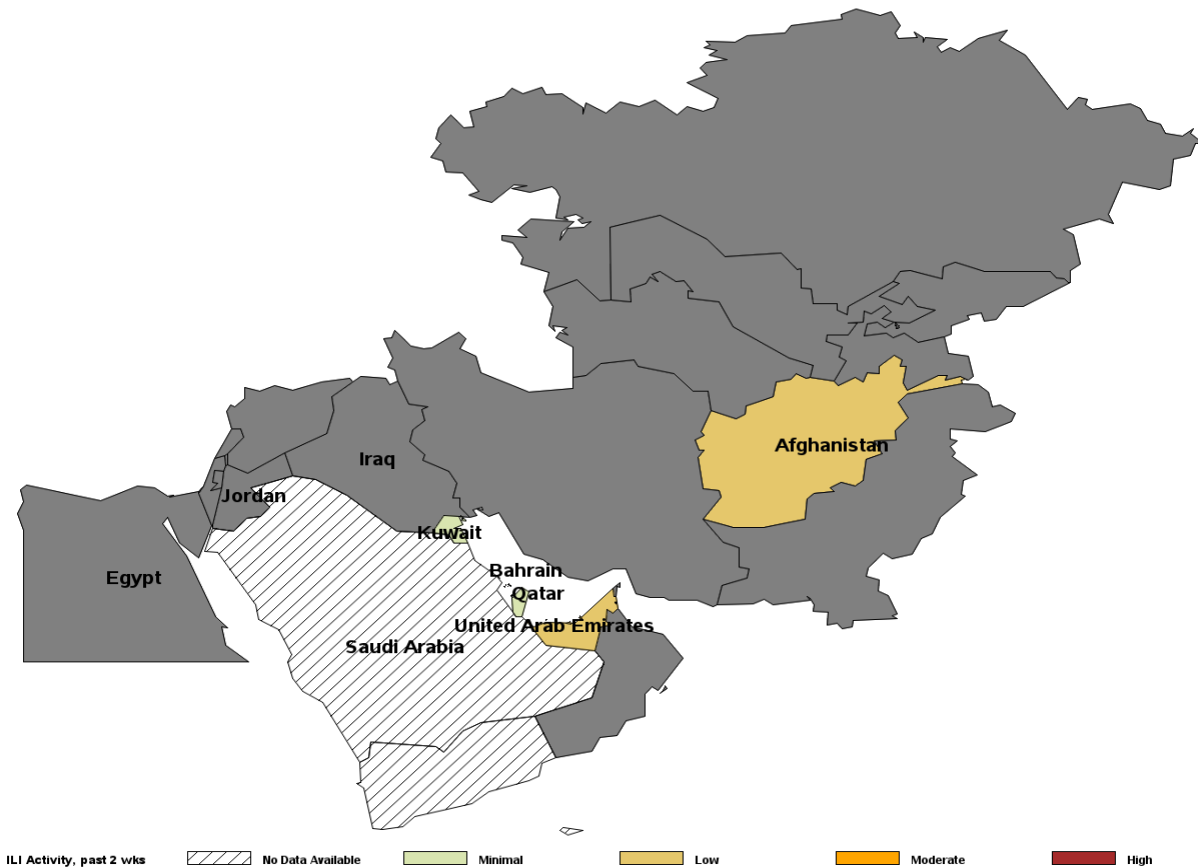 Afghanistan
Iraq
Jordan
Kuwait
Bahrain
Egypt
Qatar
United Arab Emirates
Saudi Arabia
ILI Activity, past 2 wks No Data Available Minimal Low Moderate High